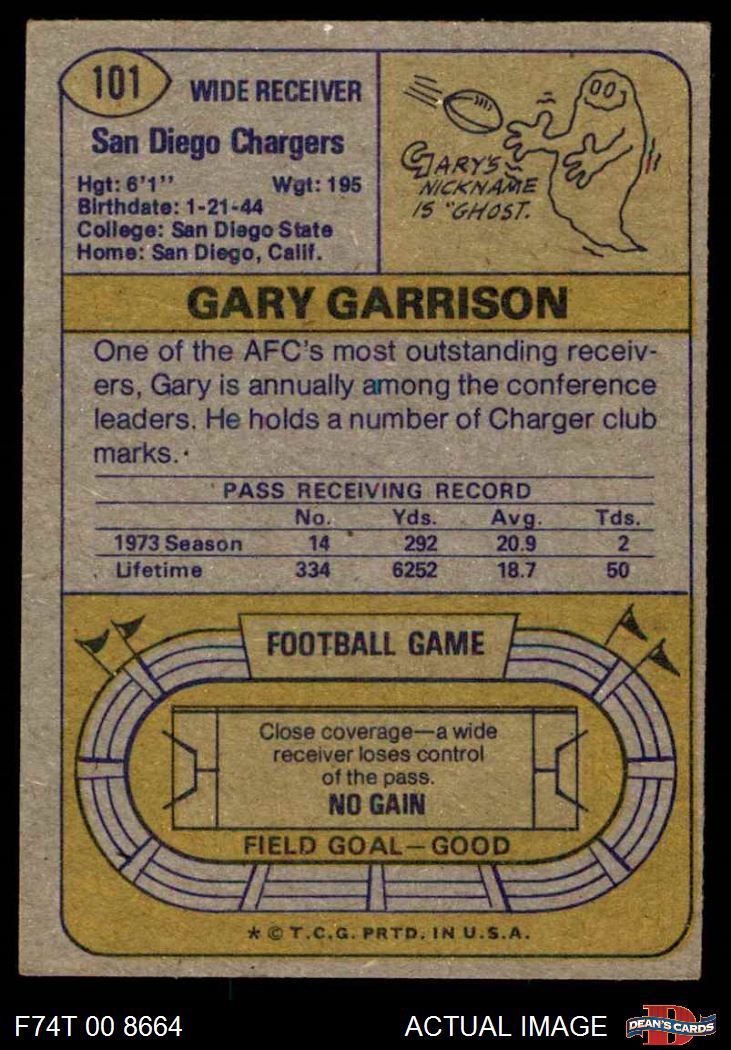 101
WIDE RECEIVER
San Diego Chargers
Hgt: 6'1" Wgt: 195
Birthdate: 1-21-44
College: San Diego State
Home: San Diego, Calif.
GARY'S
NICKNAME
IS "GHOST.
GARY GARRISON
One of the AFC's most outstanding receiv-
ers, Gary is annually among the conference
leaders. He holds a number of Charger club
marks.
PASS RECEIVING RECORD
No. Yds. Avg. Tds.
1973 Season 14 292 20.9 2
Lifetime 334 6252 18.7 50
FOOTBALL GAME
Close coverage—a wide
receiver loses control
of the pass.
NO GAIN
FIELD GOAL—GOOD
* © T.C.G. PRTD. IN U.S.A.
F74T 00 8664 ACTUAL IMAGE
D
DEAN'S CARDS